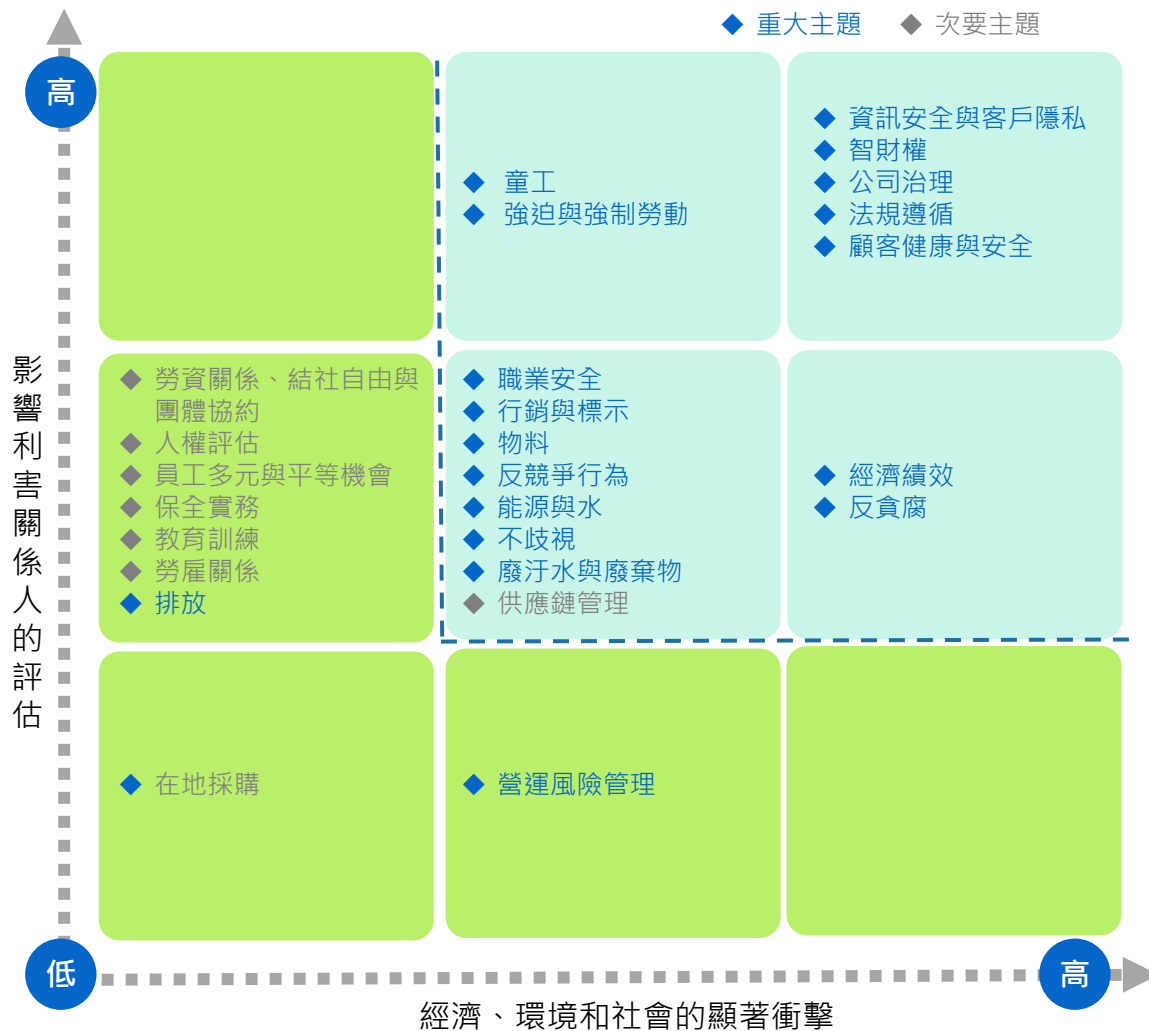 ◆ 重大主題 ◆ 次要主題
高
◆ 童工
◆ 強迫與強制勞動
◆ 資訊安全與客戶隱私
◆ 智財權
◆ 公司治理
◆ 法規遵循
◆ 顧客健康與安全
影響利害關係人的評估
◆ 勞資關係、結社自由與
團體協約
◆ 人權評估
◆ 員工多元與平等機會
◆ 保全實務
◆ 教育訓練
◆ 勞雇關係
◆ 排放
◆ 職業安全
◆ 行銷與標示
◆ 物料
◆ 反競爭行為
◆ 能源與水
◆ 不歧視
◆ 廢汙水與廢棄物
◆ 供應鏈管理
◆ 經濟績效
◆ 反貪腐
◆ 在地採購
◆ 營運風險管理
低
高
經濟、環境和社會的顯著衝擊